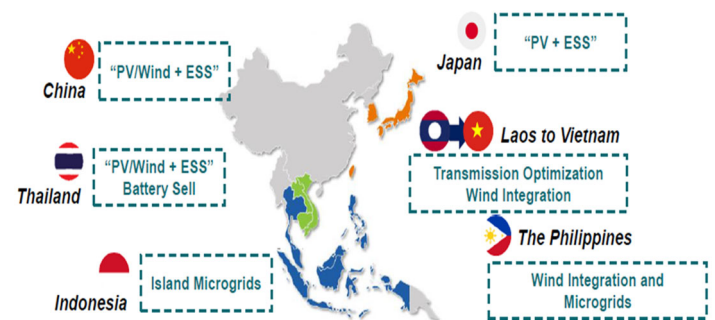 China
“PV/Wind + ESS”
Japan
“PV + ESS”
Thailand
“PV/Wind + ESS”
Battery Sell
Laos to Vietnam
Transmission Optimization
Wind Integration
Indonesia
Island Microgrids
The Philippines
Wind Integration and
Microgrids